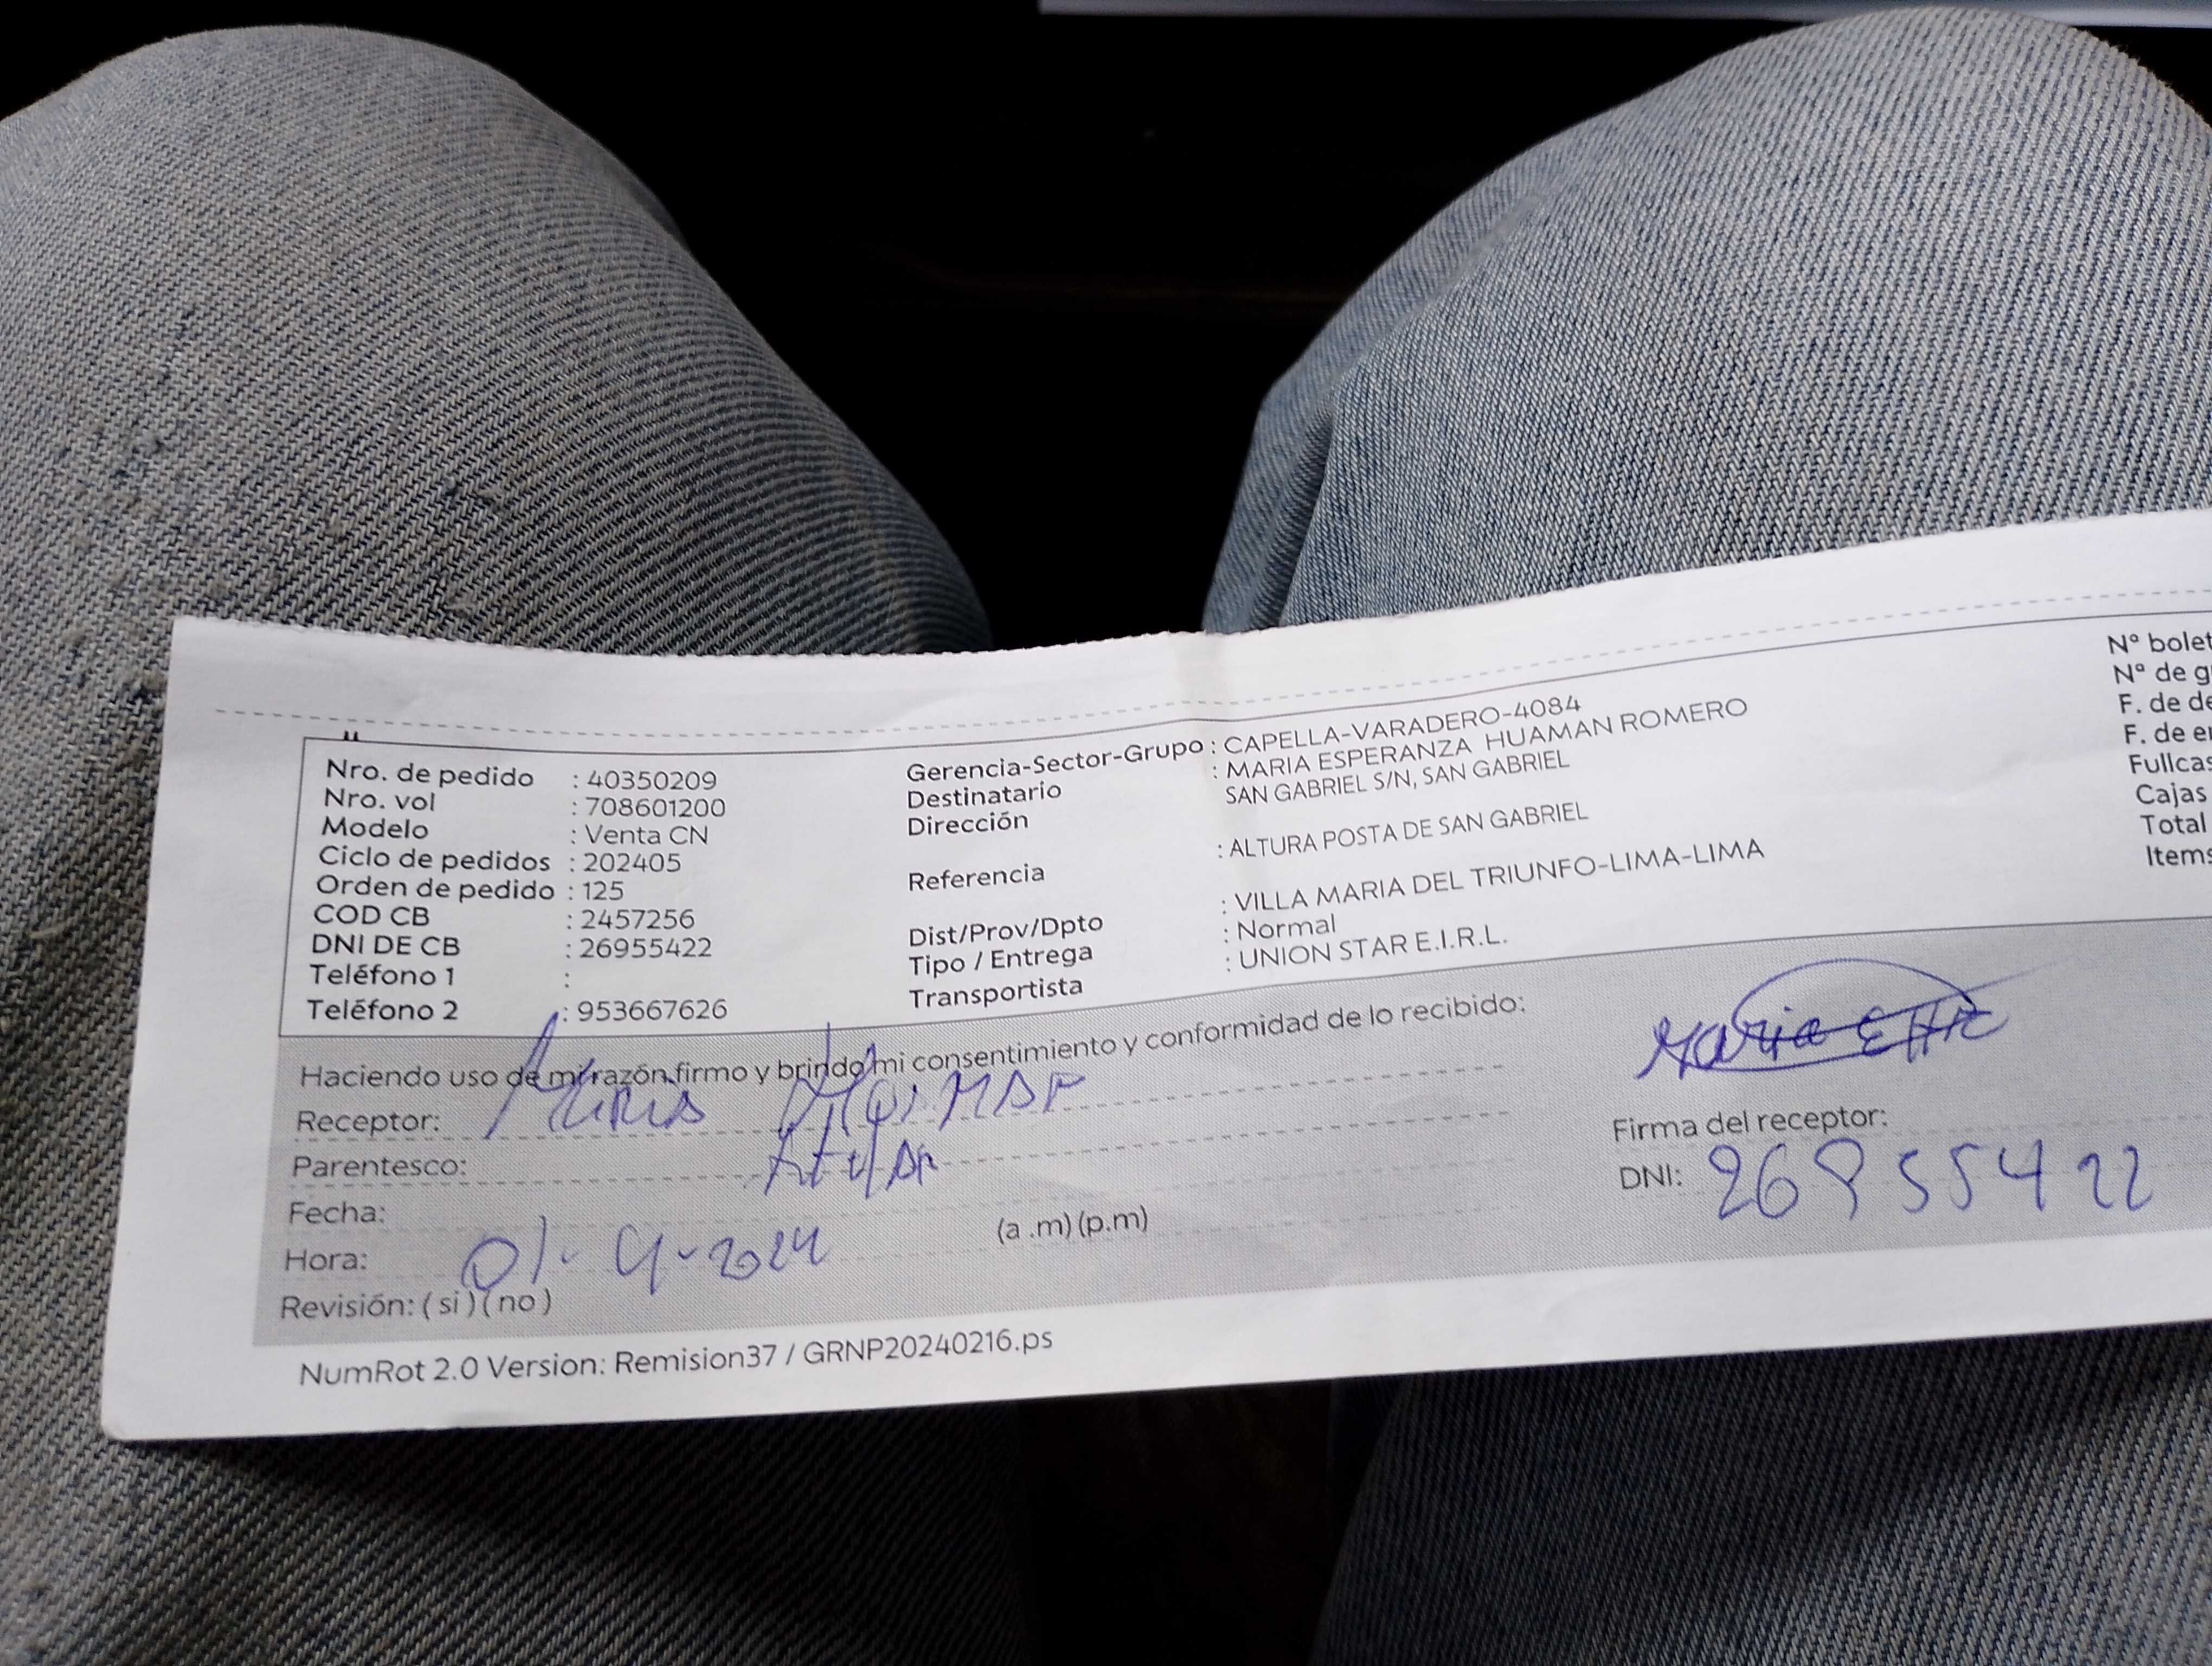 Nro. de pedido : 40350209
Nro. vol : 708601200
Modelo : Venta CN
Ciclo de pedidos : 202405
Orden de pedido : 125
COD CB : 2457256
DNI DE CB : 26955422
Teléfono 1 :
Teléfono 2 : 953667626
Gerencia-Sector-Grupo : CAPELLA-VARADERO-4084
Destinatario : MARIA ESPERANZA HUAMAN ROMERO
Dirección SAN GABRIEL S/N, SAN GABRIEL
Referencia : ALTURA POSTA DE SAN GABRIEL
Dist/Prov/Dpto : VILLA MARIA DEL TRIUNFO-LIMA-LIMA
Tipo / Entrega : Normal
Transportista : UNION STAR E.I.R.L.
Nº bolet
Nº de g
F. de de
F. de e
Fullcas
Cajas
Total
Items
Haciendo uso de mi razón firmo y brindo mi consentimiento y conformidad de lo recibido:
Receptor:
Parentesco:
Fecha:
Hora: 01-4-2024 (a .m) (p.m)
Revisión: ( si ) ( no )
Maria
Firma del receptor:
DNI: 26955422
NumRot 2.0 Version: Remision37 / GRNP20240216.ps